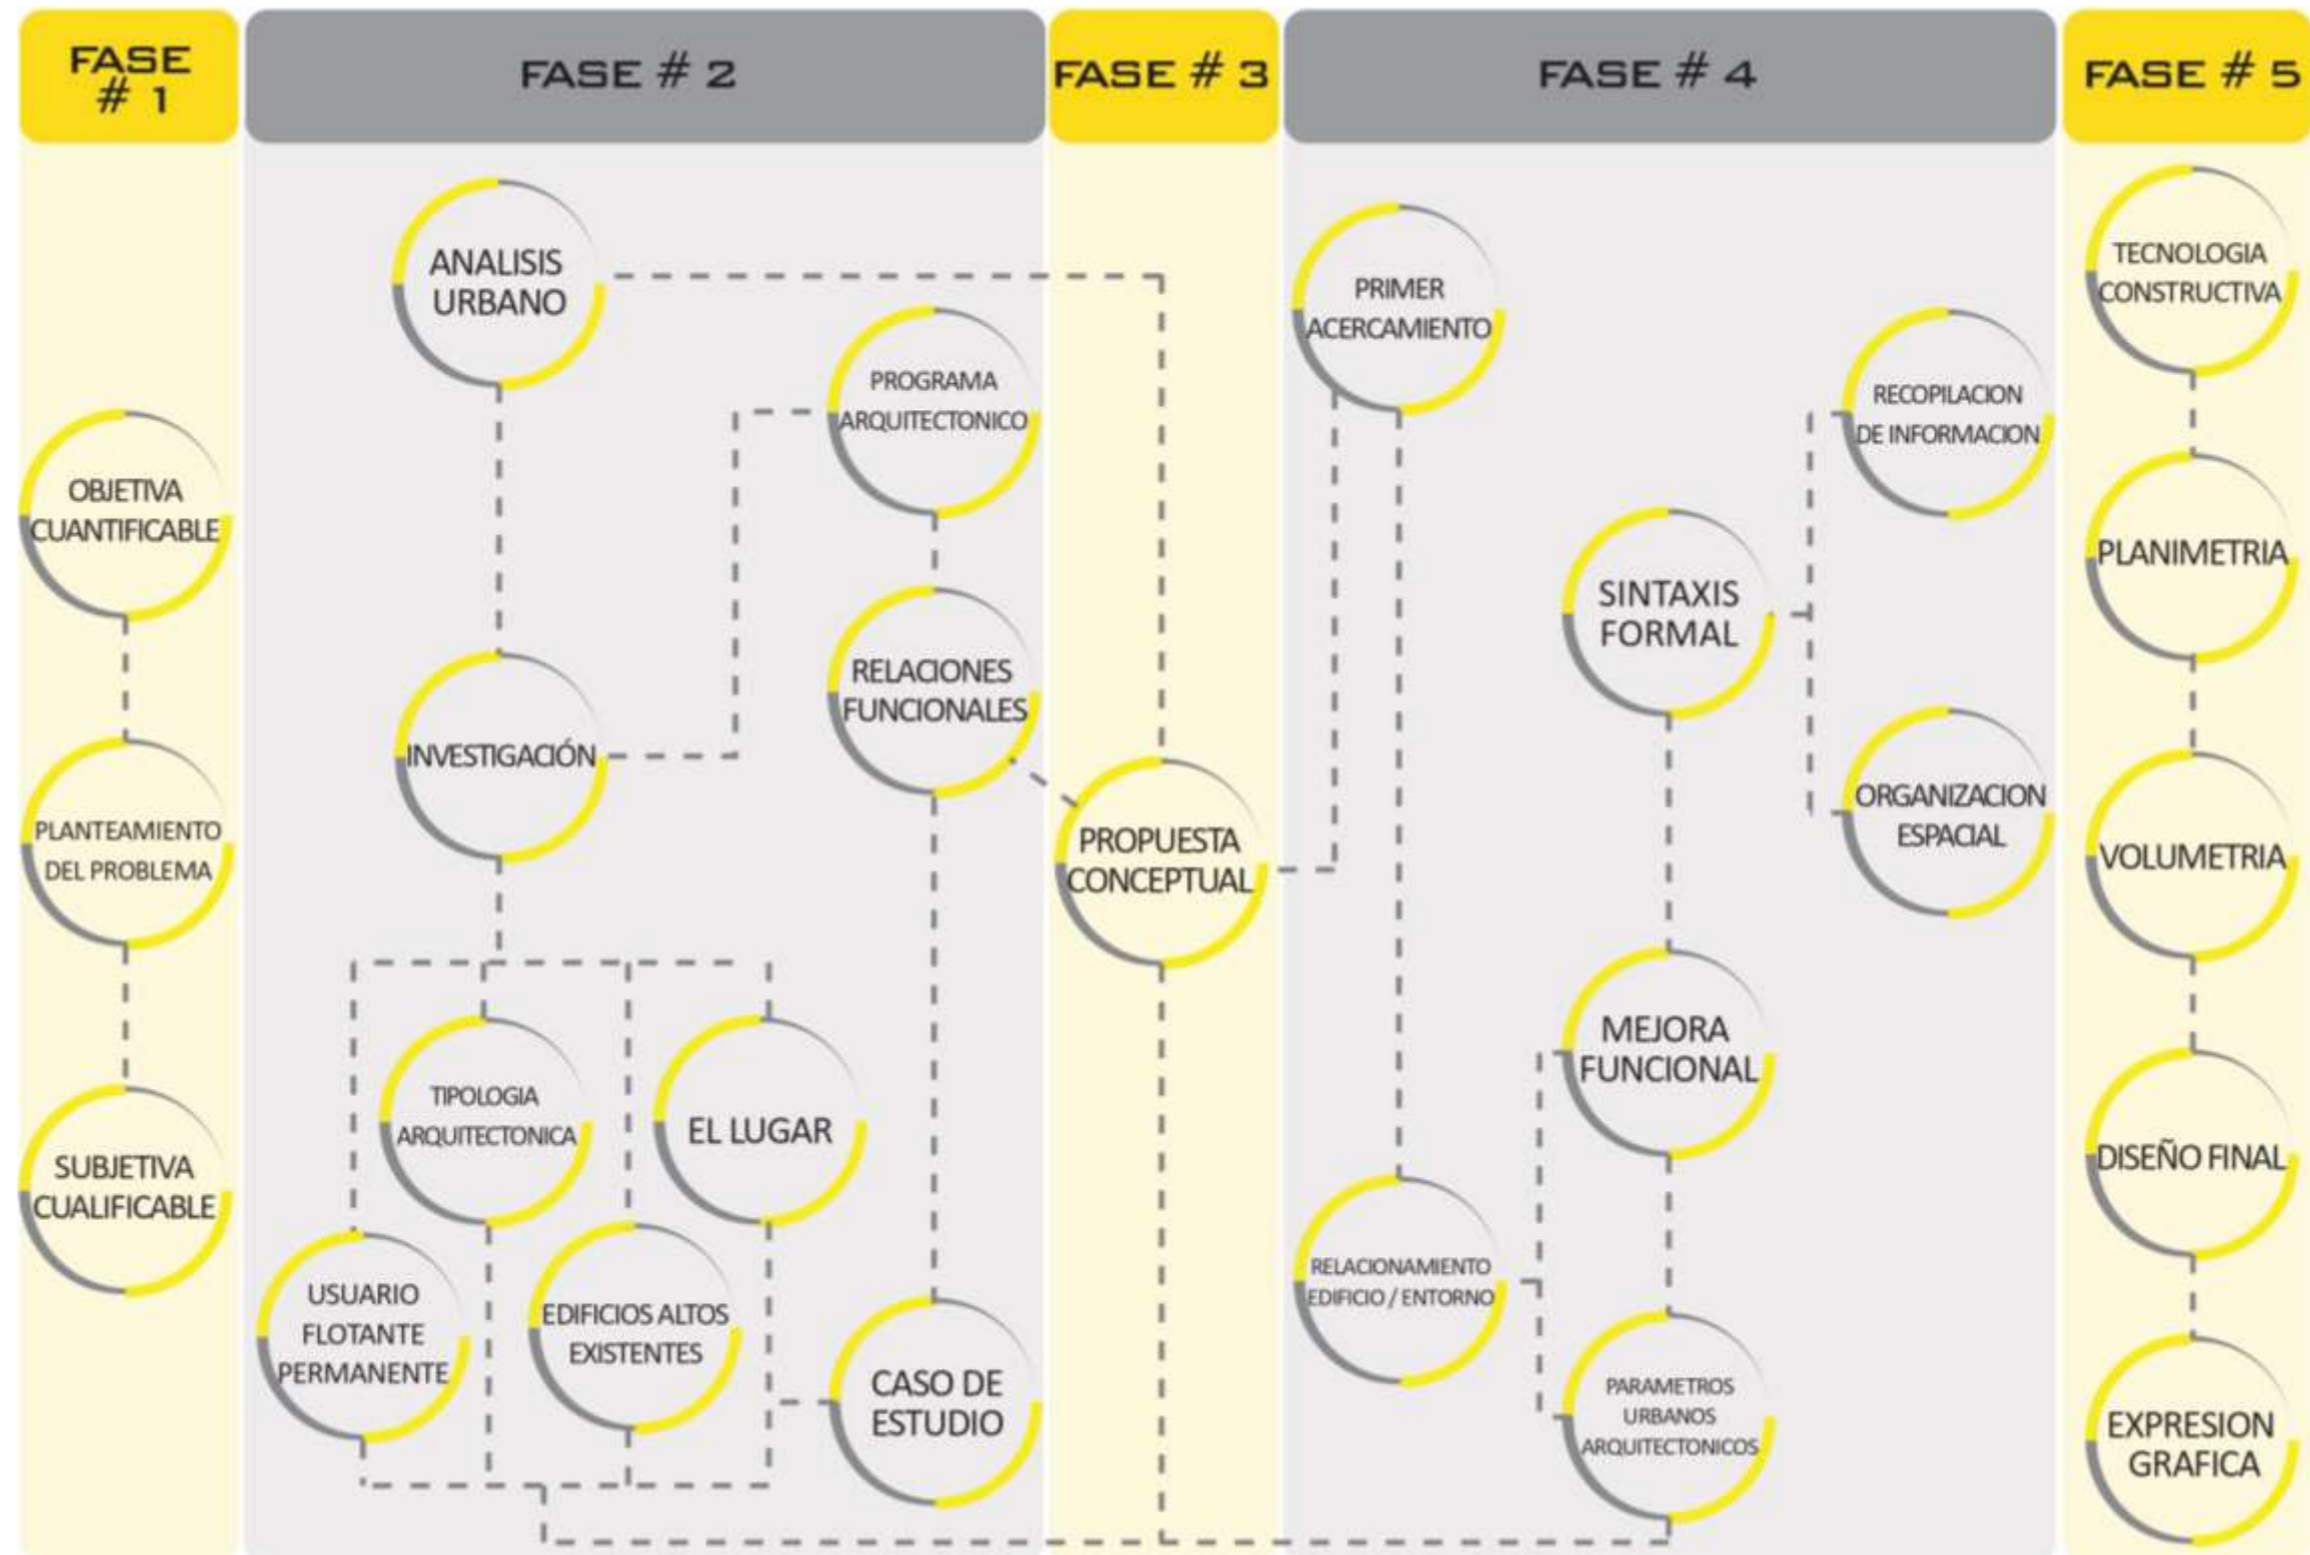 FASE
# 1
FASE # 2
FASE # 3
FASE # 4
FASE # 5
OBJETIVA
CUANTIFICABLE
PLANTEAMIENTO
DEL PROBLEMA
SUBJETIVA
CUALIFICABLE
ANALISIS
URBANO
PROGRAMA
ARQUITECTONICO
RELACIONES
FUNCIONALES
INVESTIGACIÓN
TIPOLOGIA
ARQUITECTONICA
EL LUGAR
USUARIO
FLOTANTE
PERMANENTE
EDIFICIOS ALTOS
EXISTENTES
CASO DE
ESTUDIO
PROPUESTA
CONCEPTUAL
PRIMER
ACERCAMIENTO
RECOPILACION
DE INFORMACION
SINTAXIS
FORMAL
ORGANIZACION
ESPACIAL
MEJORA
FUNCIONAL
RELACIONAMIENTO
EDIFICIO / ENTORNO
PARAMETROS
URBANOS
ARQUITECTONICOS
TECNOLOGIA
CONSTRUCTIVA
PLANIMETRIA
VOLUMETRIA
DISEÑO FINAL
EXPRESION
GRAFICA